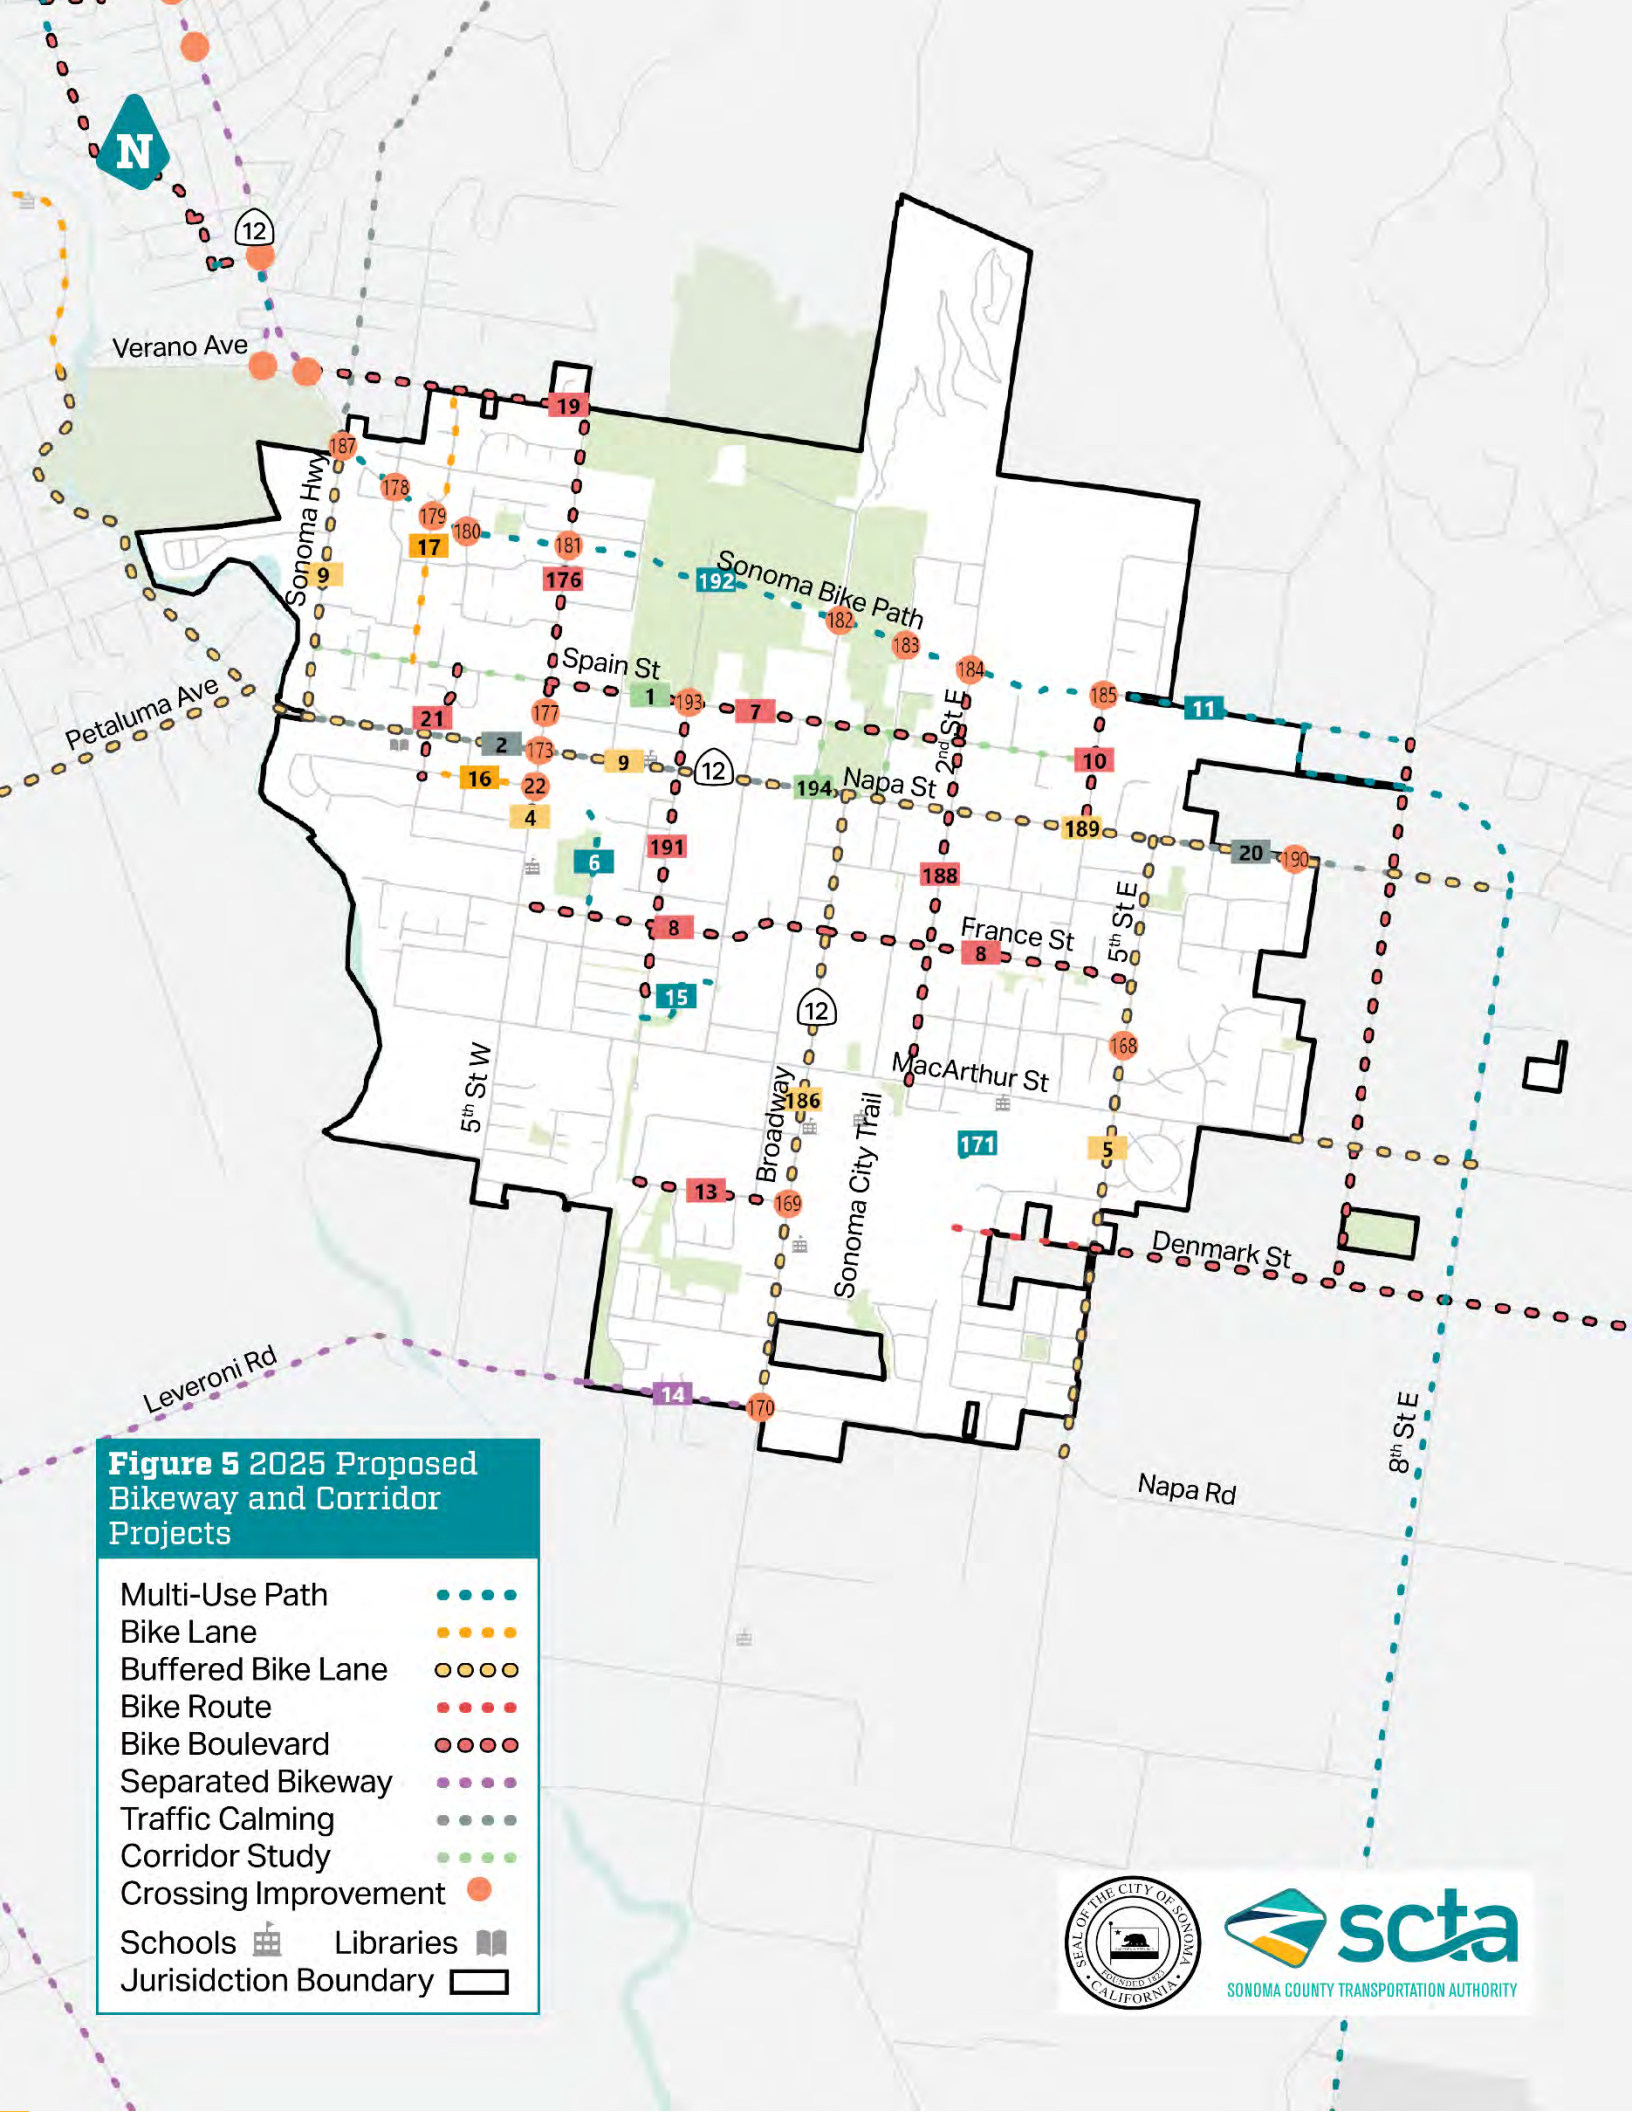 N
12
Verano Ave
19
187
Sonoma Hwy
178
179
180
17
181
9
176
192
Sonoma Bike Path
182
183
184
Spain St
1
193
7
2nd St E
185
11
Petaluma Ave
21
177
2
173
9
12
10
16
22
194
Napa St
4
189
6
191
20
190
188
5th St E
8
France St
8
15
12
168
5th St W
MacArthur St
Broadway
186
Sonoma City Trail
171
5
13
169
Denmark St
Leveroni Rd
14
170
8th St E
Napa Rd
Figure 5 2025 Proposed
Bikeway and Corridor
Projects
Multi-Use Path
Bike Lane
Buffered Bike Lane
Bike Route
Bike Boulevard
Separated Bikeway
Traffic Calming
Corridor Study
Crossing Improvement
Schools Libraries
Jurisidction Boundary
SEAL OF THE CITY OF SONOMA
FOUNDED 1823
CALIFORNIA
scta
SONOMA COUNTY TRANSPORTATION AUTHORITY